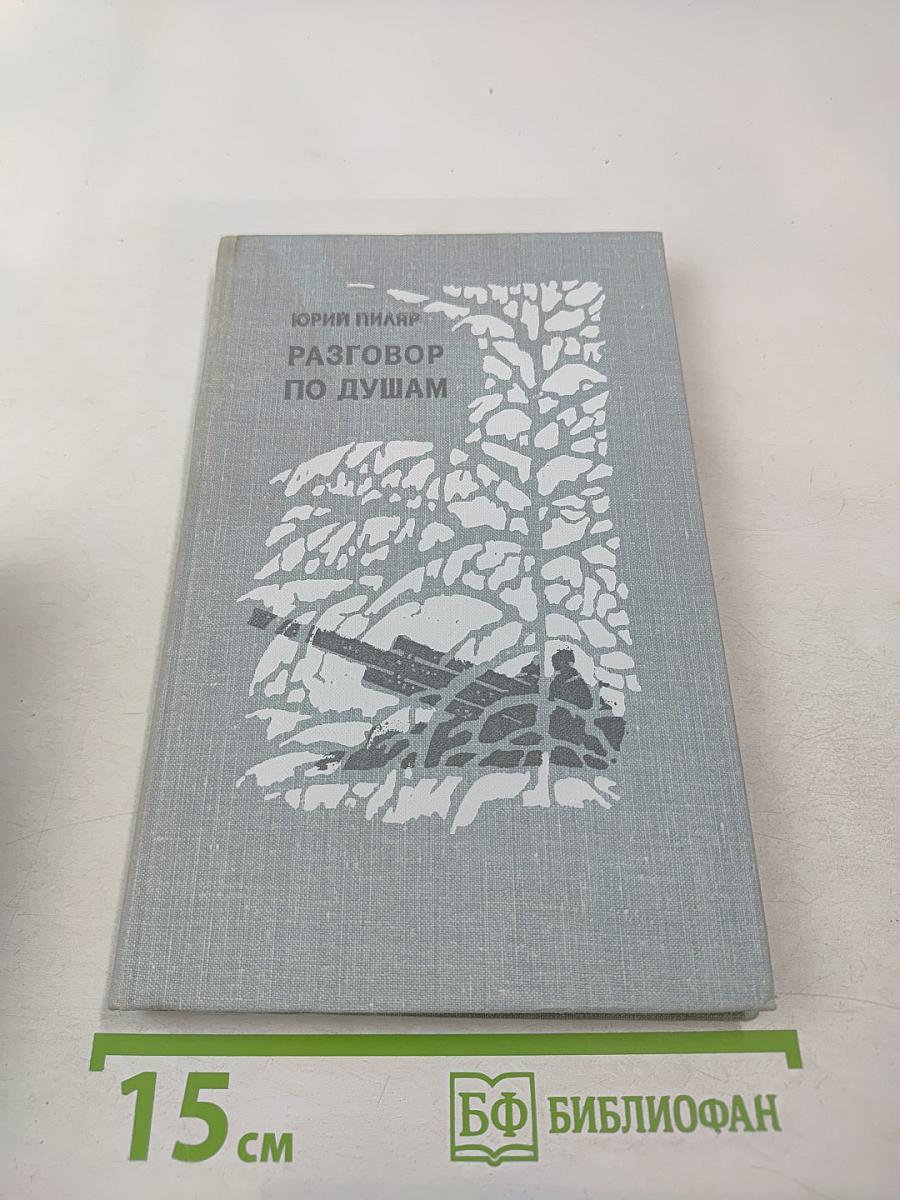 ЮРИЙ ПИЛЯР
РАЗГОВОР
ПО ДУШАМ
15 см
БФ БИБЛИОФАН